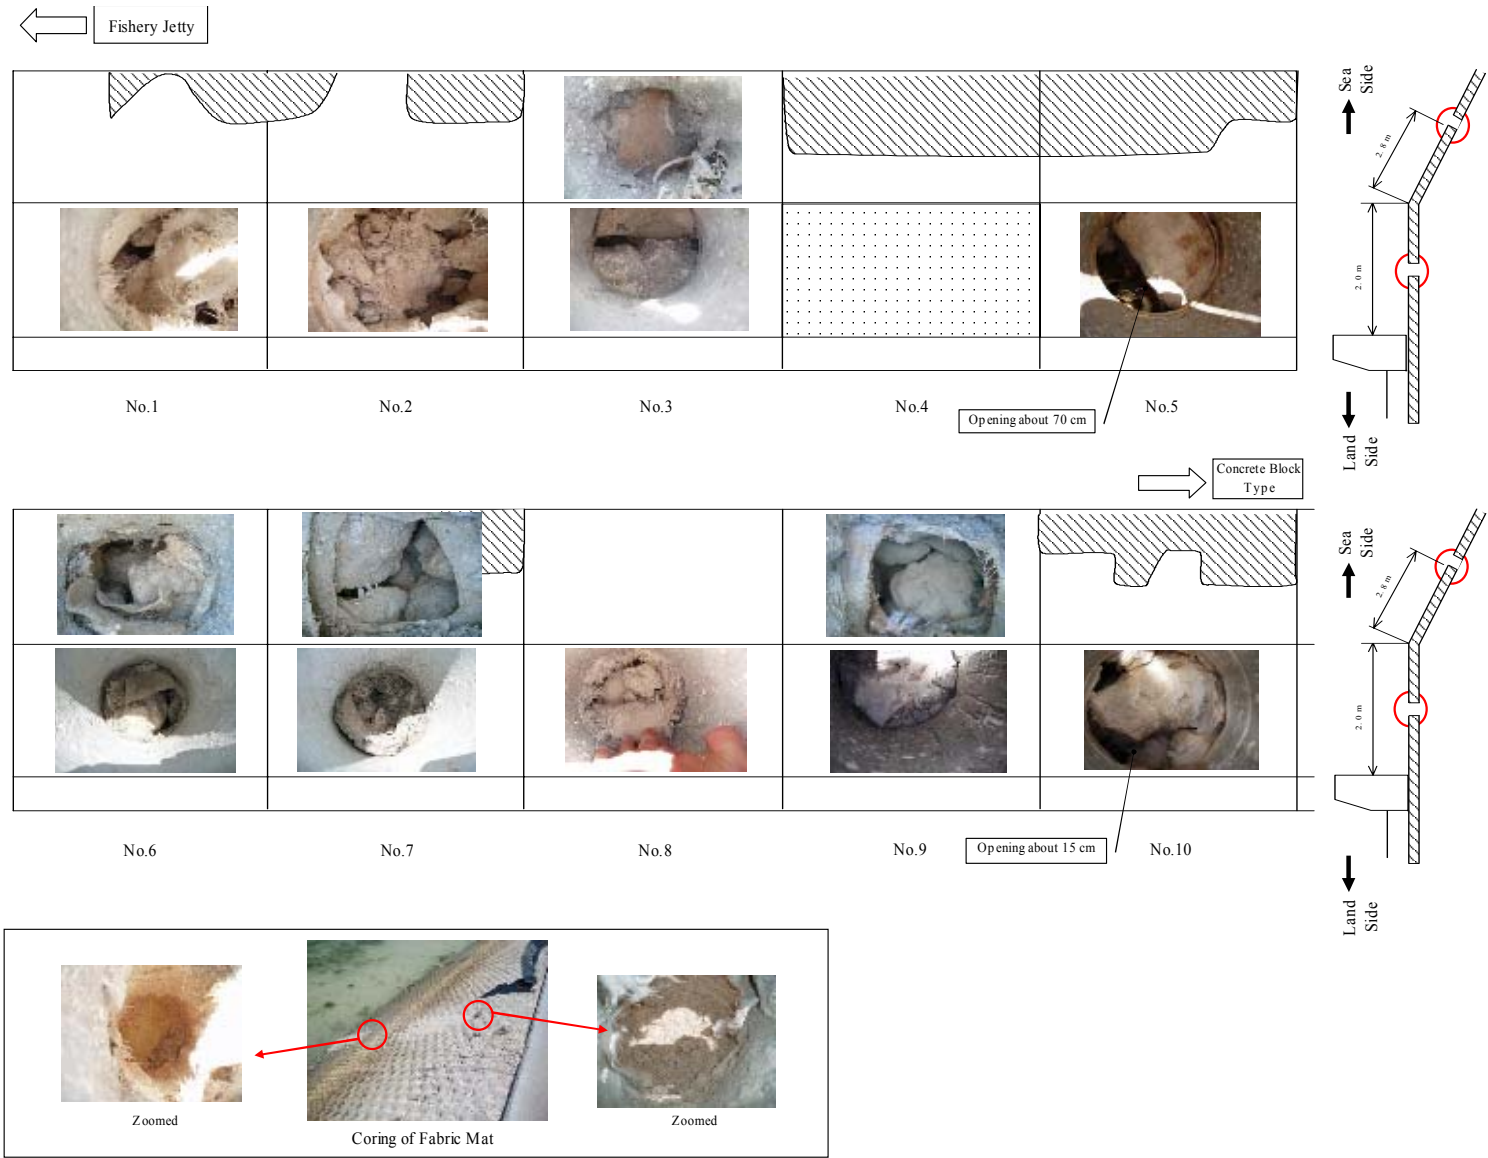 Fishery Jetty
Sea
Side
2.8 m
2.0 m
Land
Side
No.1
No.2
No.3
No.4
No.5
Opening about 70 cm
Concrete Block
Type
Sea
Side
2.8 m
2.0 m
Land
Side
No.6
No.7
No.8
No.9
No.10
Opening about 15 cm
Zoomed
Zoomed
Coring of Fabric Mat